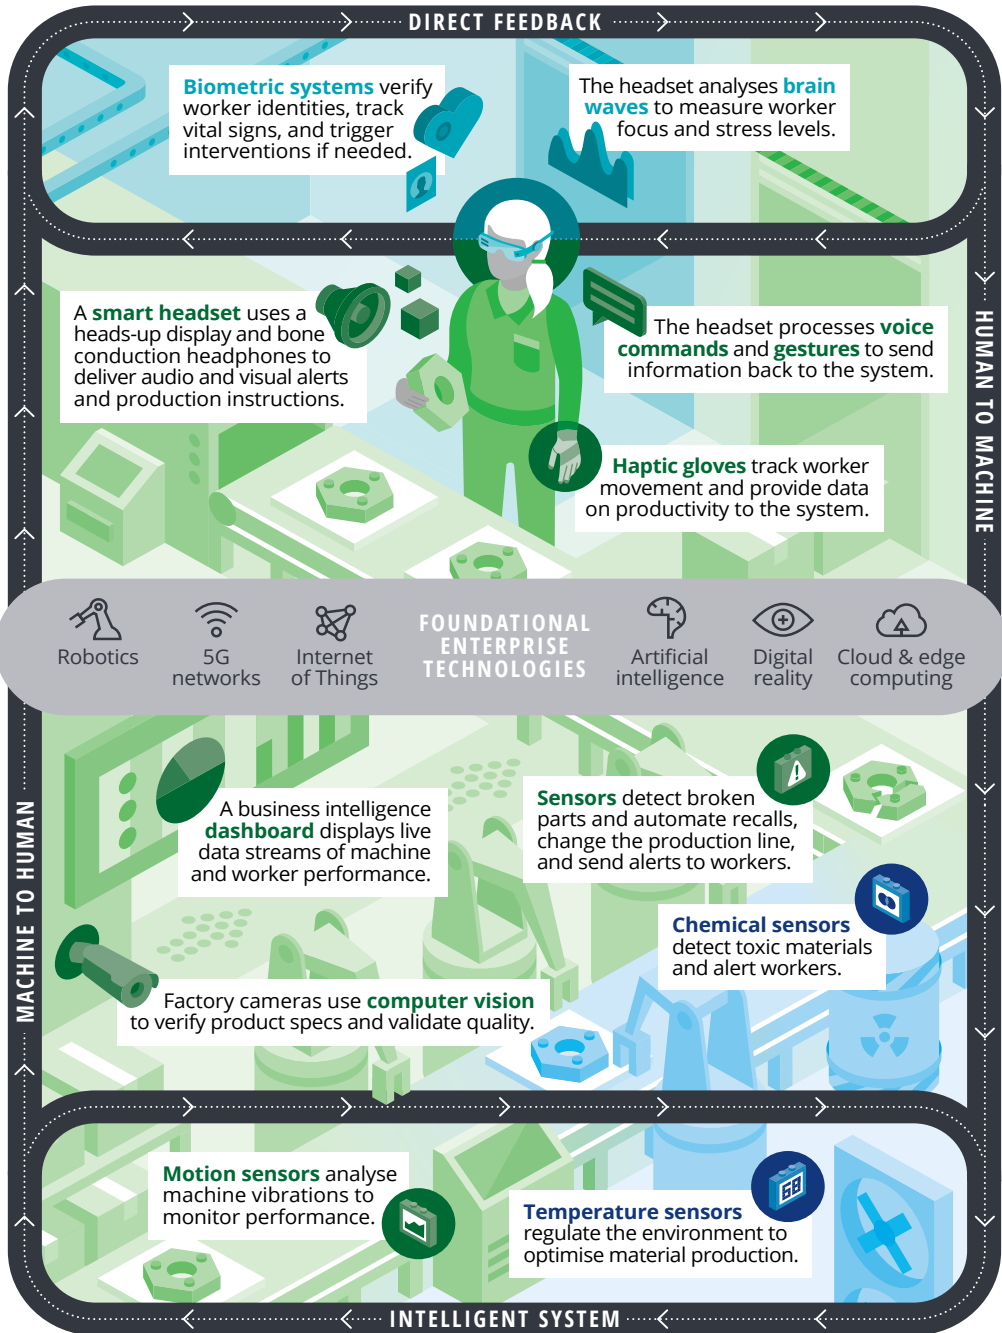 DIRECT FEEDBACK
Biometric systems verify
worker identities, track
vital signs, and trigger
interventions if needed.
The headset analyses brain
waves to measure worker
focus and stress levels.
A smart headset uses a
heads-up display and bone
conduction headphones to
deliver audio and visual alerts
and production instructions.
The headset processes voice
commands and gestures to send
information back to the system.
HUMAN TO MACHINE
Haptic gloves track worker
movement and provide data
on productivity to the system.
Robotics
5G
networks
Internet
of Things
FOUNDATIONAL
ENTERPRISE
TECHNOLOGIES
Artificial
intelligence
Digital
reality
Cloud & edge
computing
MACHINE TO HUMAN
A business intelligence
dashboard displays live
data streams of machine
and worker performance.
Sensors detect broken
parts and automate recalls,
change the production line,
and send alerts to workers.
Chemical sensors
detect toxic materials
and alert workers.
Factory cameras use computer vision
to verify product specs and validate quality.
Motion sensors analyse
machine vibrations to
monitor performance.
68
Temperature sensors
regulate the environment to
optimise material production.
INTELLIGENT SYSTEM